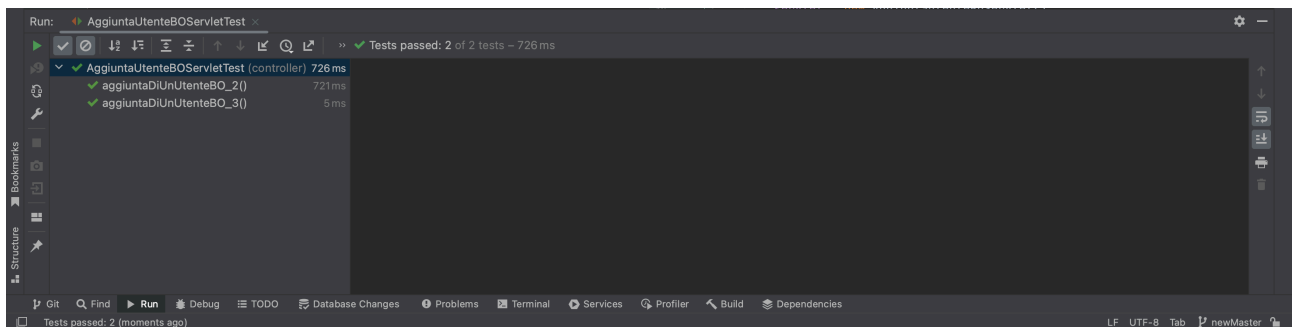 Run: AggiuntaUtenteBOServletTest
Tests passed: 2 of 2 tests – 726 ms
AggiuntaUtenteBOServletTest (controller) 726 ms
aggiuntaDiUnUtenteBO_2() 721 ms
aggiuntaDiUnUtenteBO_3() 5 ms
Bookmarks
Structure
Git Find Run Debug TODO Database Changes Problems Terminal Services Profiler Build Dependencies
Tests passed: 2 (moments ago) LF UTF-8 Tab newMaster